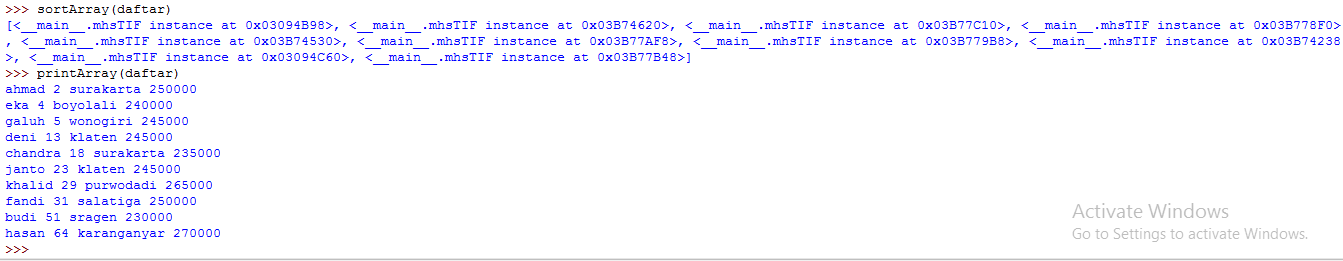 >>> sortArray(daftar)
[<__main__.mhsTIF instance at 0x03094B98>, <__main__.mhsTIF instance at 0x03B74620>, <__main__.mhsTIF instance at 0x03B77C10>, <__main__.mhsTIF instance at 0x03B778F0>
, <__main__.mhsTIF instance at 0x03B74530>, <__main__.mhsTIF instance at 0x03B77AF8>, <__main__.mhsTIF instance at 0x03B779B8>, <__main__.mhsTIF instance at 0x03B74238
>, <__main__.mhsTIF instance at 0x03094C60>, <__main__.mhsTIF instance at 0x03B77B48>]
>>> printArray(daftar)
ahmad 2 surakarta 250000
eka 4 boyolali 240000
galuh 5 wonogiri 245000
deni 13 klaten 245000
chandra 18 surakarta 235000
janto 23 klaten 245000
khalid 29 purwodadi 265000
fandi 31 salatiga 250000
budi 51 sragen 230000
hasan 64 karanganyar 270000
>>>
Activate Windows
Go to Settings to activate Windows.